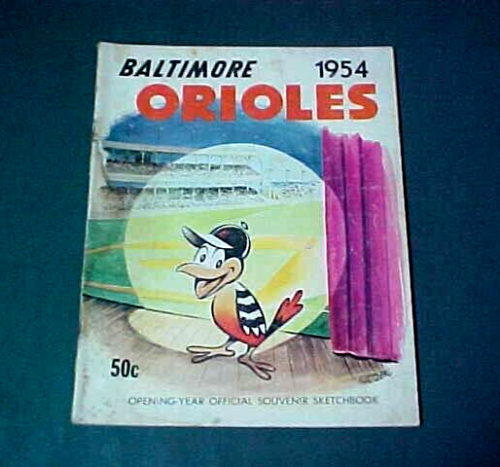 BALTIMORE 1954
ORIOLES
50c
OPENING-YEAR OFFICIAL SOUVENIR SKETCHBOOK